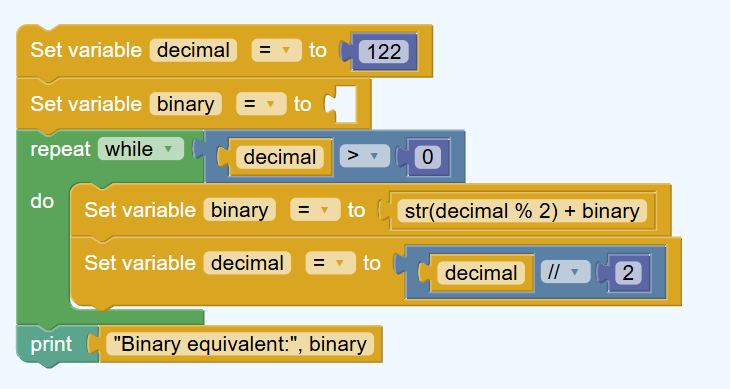 Set variable decimal = to 122
Set variable binary = to
repeat while decimal > 0
do
Set variable binary = to str(decimal % 2) + binary
Set variable decimal = to decimal // 2
print "Binary equivalent:", binary